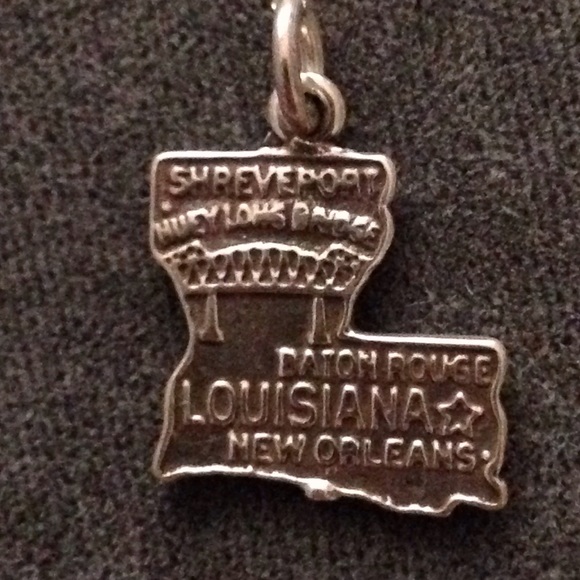 SHREVEPORT
HUEY LONG BRIDGE
BATON ROUGE
LOUISIANA
NEW ORLEANS